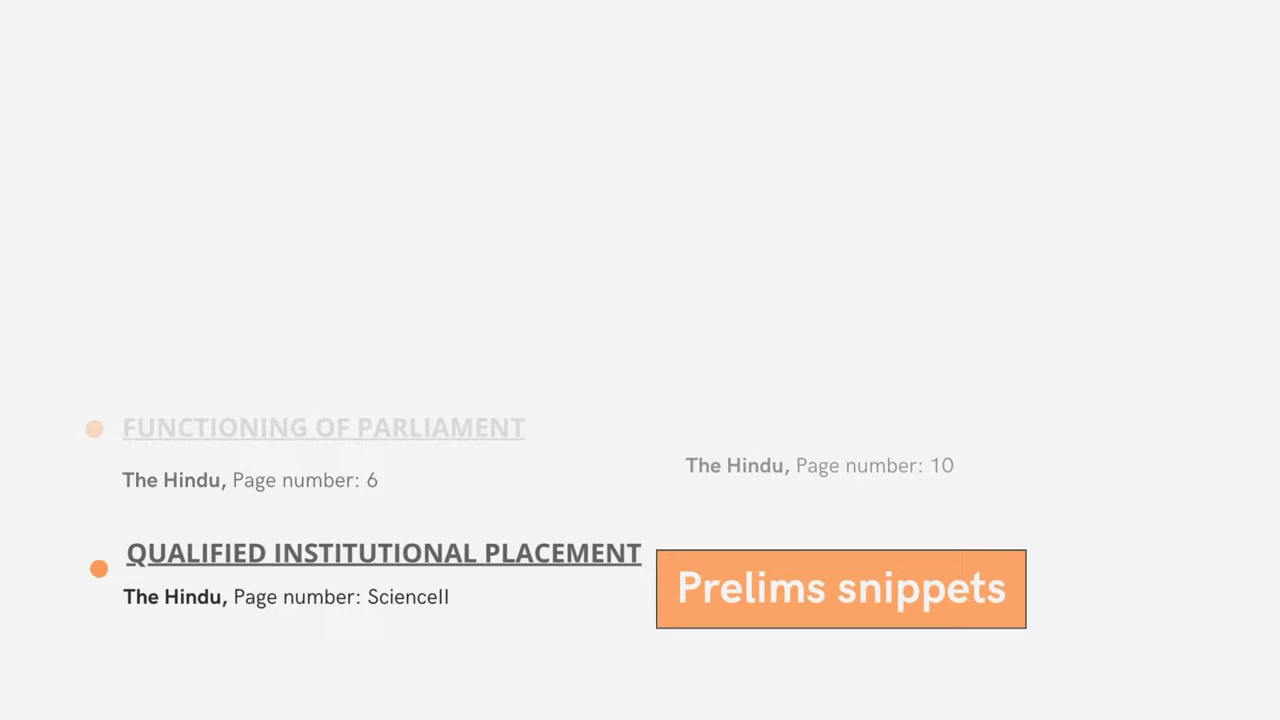 FUNCTIONING OF PARLIAMENT
The Hindu, Page number: 6
The Hindu, Page number: 10
QUALIFIED INSTITUTIONAL PLACEMENT
The Hindu, Page number: ScienceII
Prelims snippets